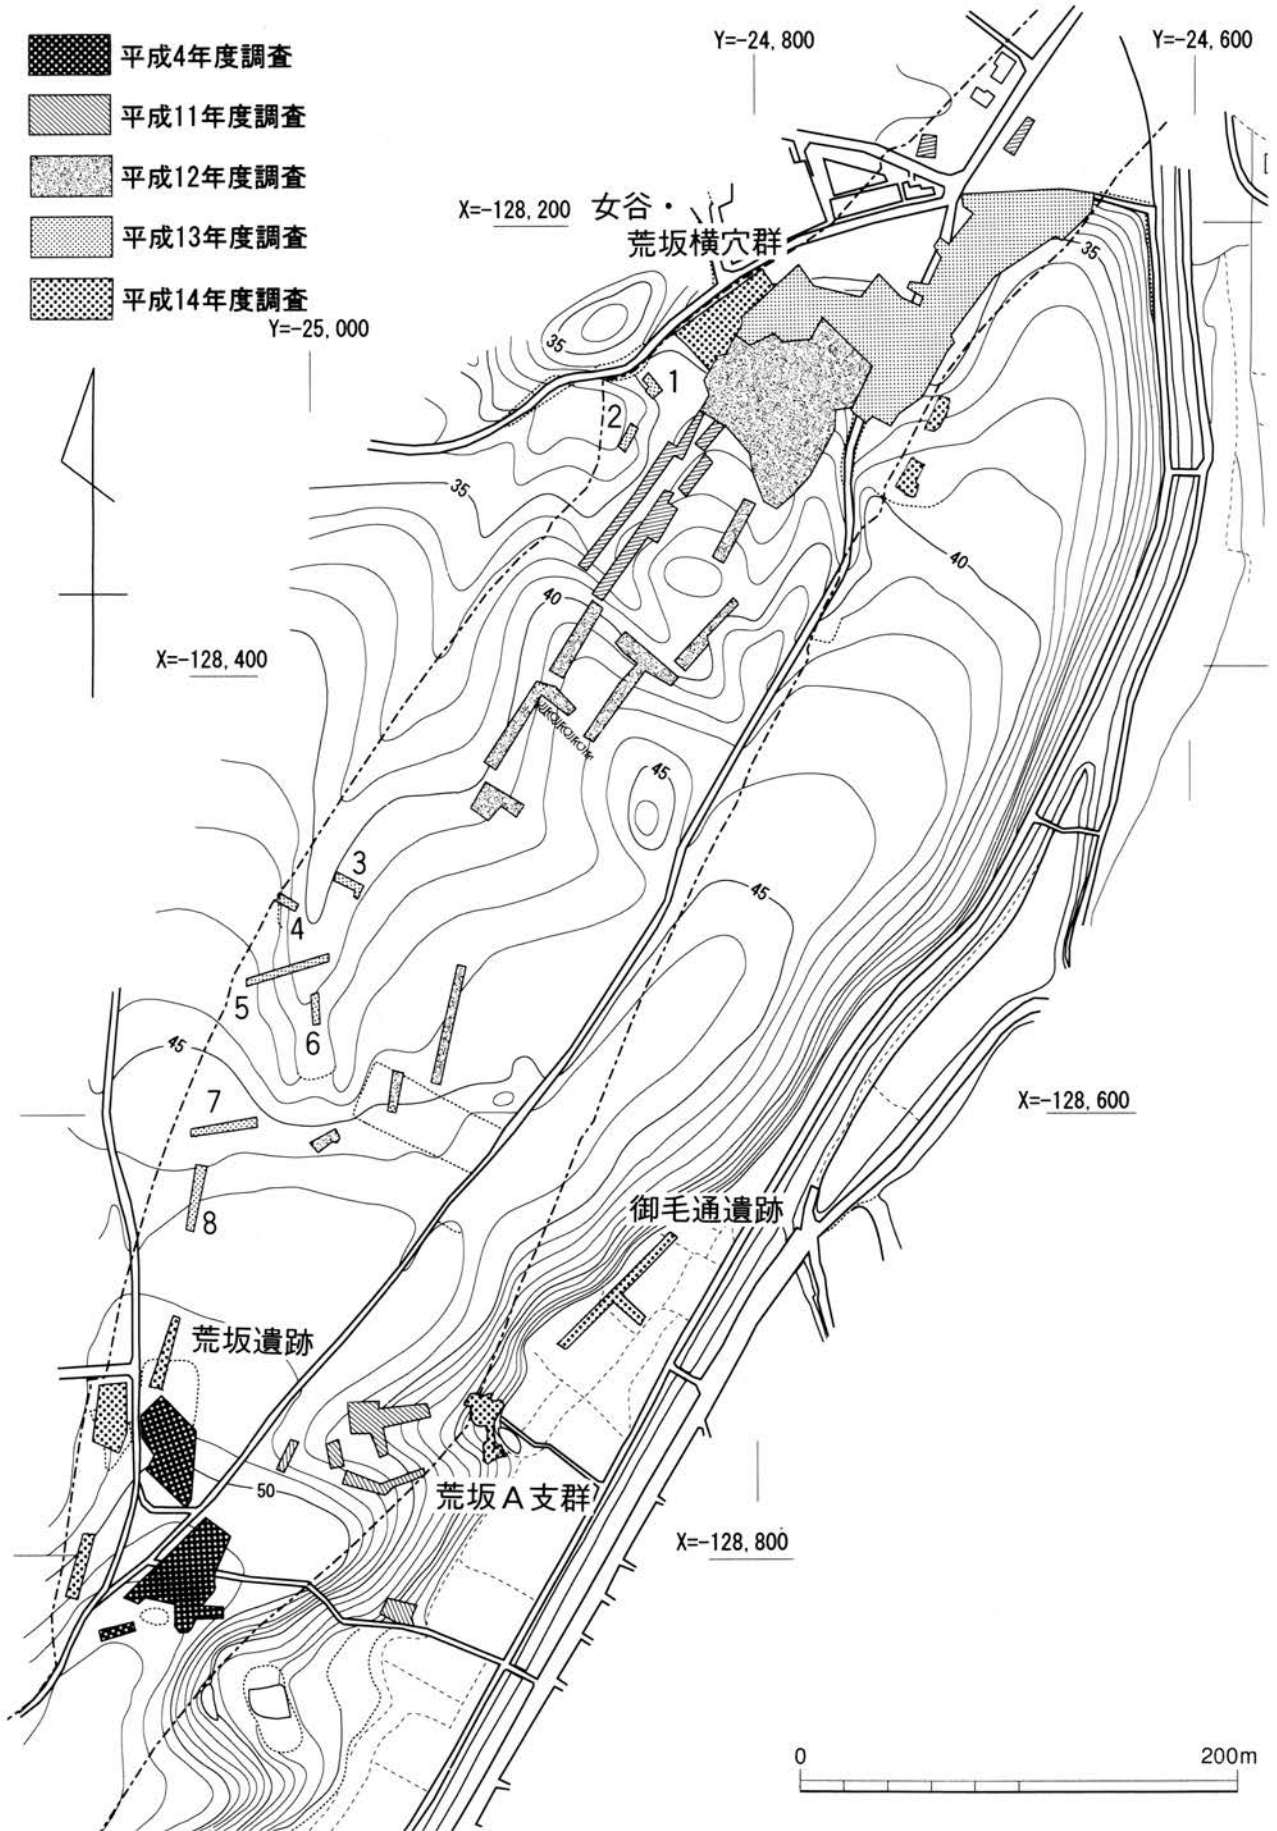 平成4年度調査
平成11年度調査
平成12年度調査
平成13年度調査
平成14年度調査
Y=-24,800
Y=-24,600
X=-128,200
女谷・
荒坂横穴群
Y=-25,000
35
35
1
2
35
40
40
X=-128,400
45
3
45
4
5
6
45
7
X=-128,600
8
御毛通遺跡
荒坂遺跡
50
荒坂A支群
X=-128,800
0
200m